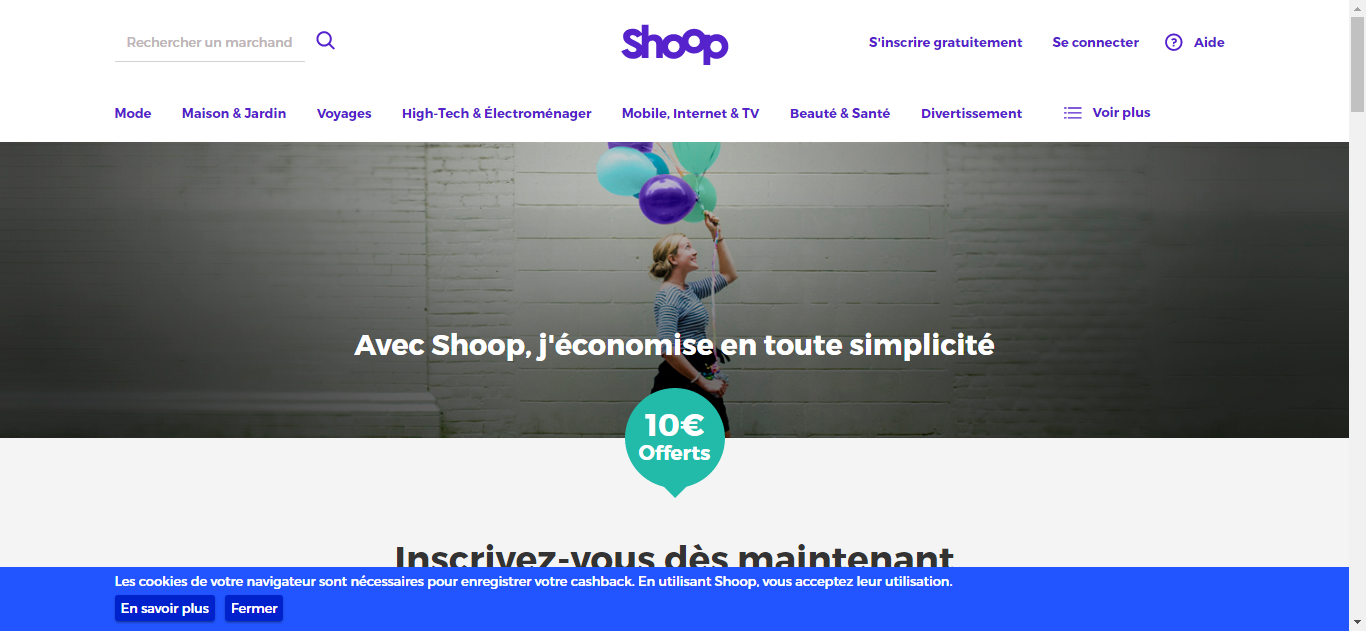 Rechercher un marchand
Shoop
S'inscrire gratuitement
Se connecter
? Aide
Mode
Maison & Jardin
Voyages
High-Tech & Électroménager
Mobile, Internet & TV
Beauté & Santé
Divertissement
Voir plus
Avec Shoop, j'économise en toute simplicité
10€
Offerts
Inscrivez-vous dès maintenant
Les cookies de votre navigateur sont nécessaires pour enregistrer votre cashback. En utilisant Shoop, vous acceptez leur utilisation.
En savoir plus
Fermer